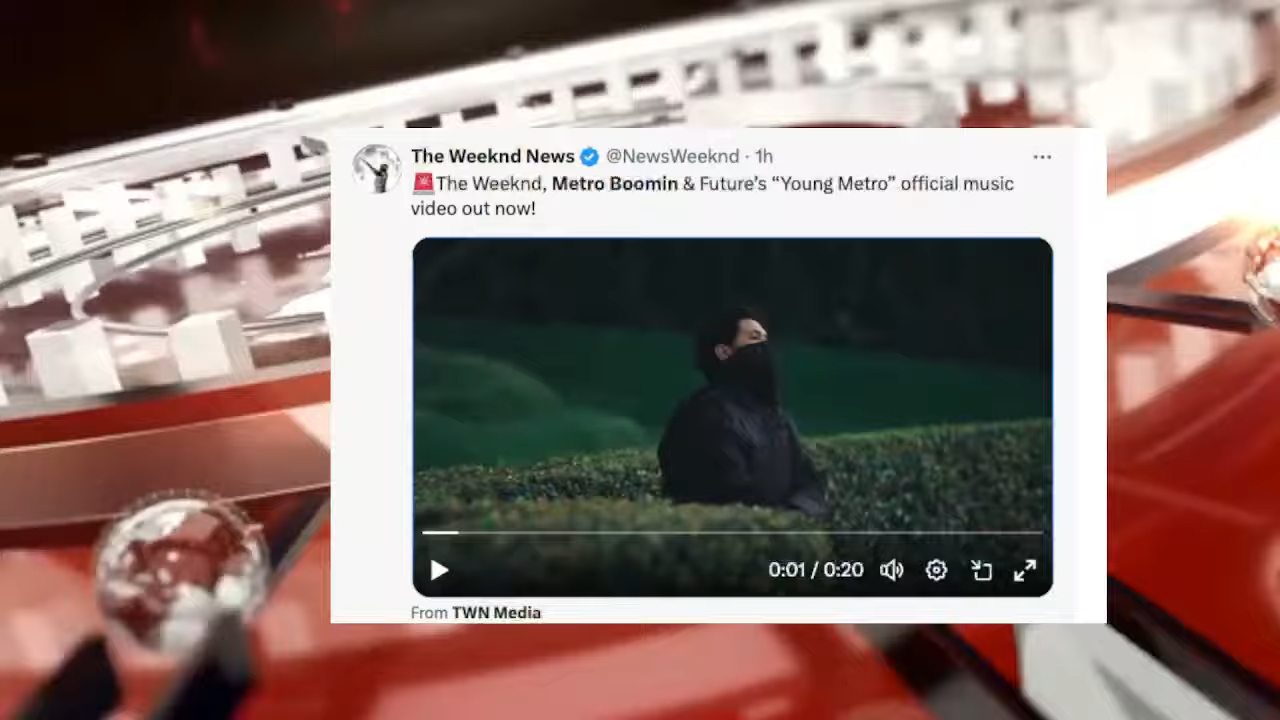 The Weeknd News @NewsWeeknd · 1h
🚨The Weeknd, Metro Boomin & Future’s “Young Metro” official music
video out now!
0:01 / 0:20
From TWN Media